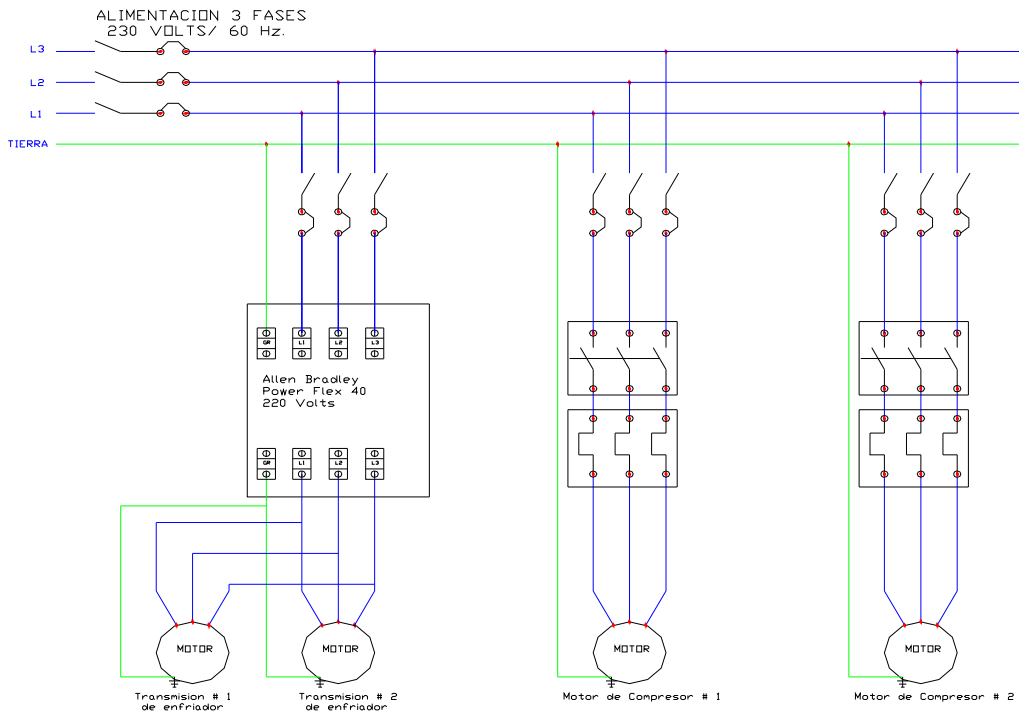 ALIMENTACION 3 FASES
230 VOLTS/ 60 Hz.
L3
L2
L1
TIERRA
GR L1 L2 L3
Allen Bradley
Power Flex 40
220 Volts
GR L1 L2 L3
MOTOR MOTOR MOTOR MOTOR
Transmision # 1
de enfriador
Transmision # 2
de enfriador
Motor de Compresor # 1
Motor de Compresor # 2